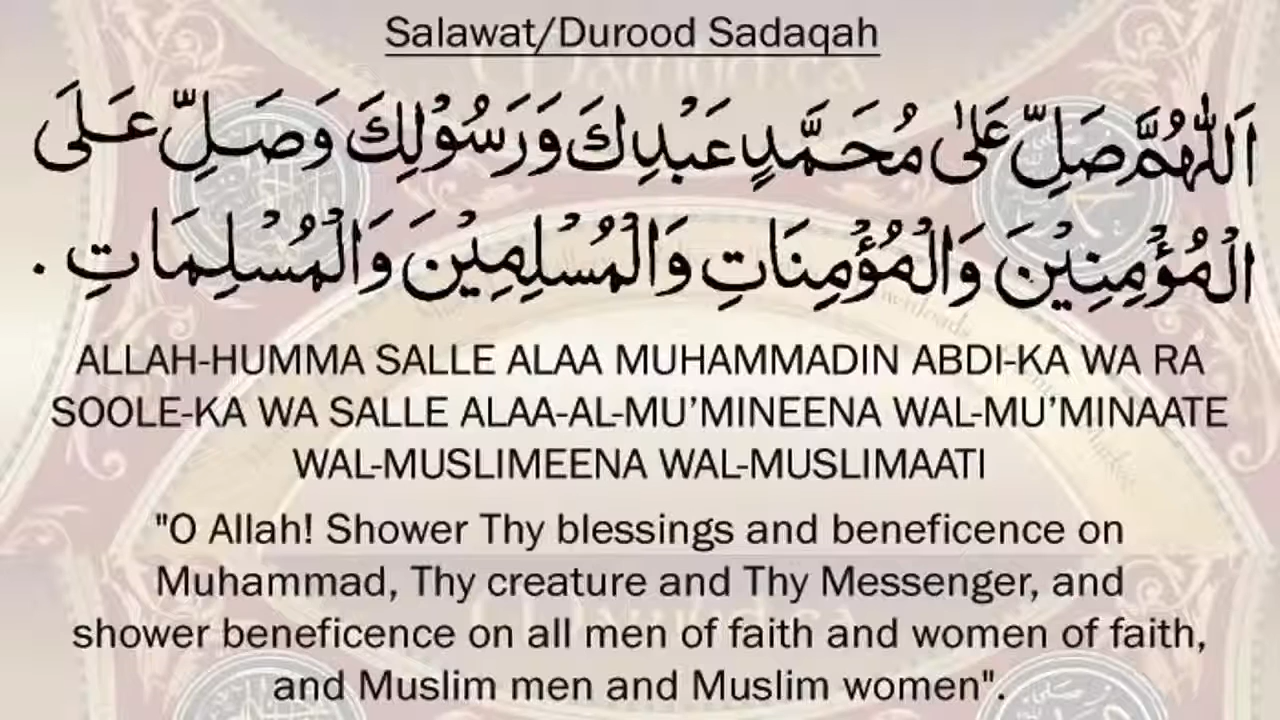 Salawat/Durood Sadaqah
اَللّٰهُمَّ صَلِّ عَلٰى مُحَمَّدٍ عَبْدِكَ وَرَسُوْلِكَ وَصَلِّ عَلَى
الْمُؤْمِنِيْنَ وَالْمُؤْمِنَاتِ وَالْمُسْلِمِيْنَ وَالْمُسْلِمَاتِ .
ALLAH-HUMMA SALLE ALAA MUHAMMADIN ABDI-KA WA RA
SOOLE-KA WA SALLE ALAA-AL-MU’MINEENA WAL-MU’MINAATE
WAL-MUSLIMEENA WAL-MUSLIMAATI
"O Allah! Shower Thy blessings and beneficence on
Muhammad, Thy creature and Thy Messenger, and
shower beneficence on all men of faith and women of faith,
and Muslim men and Muslim women".